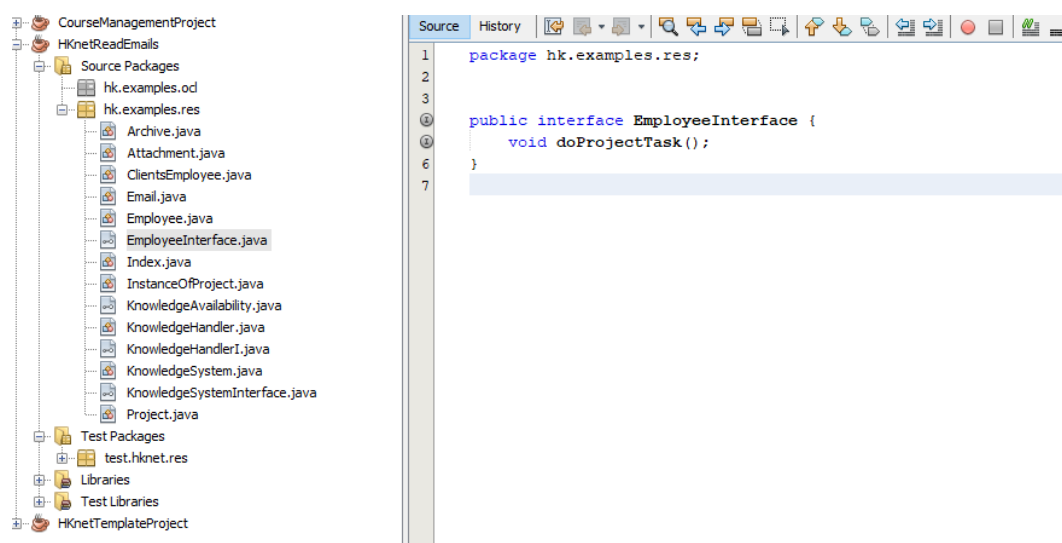 CourseManagementProject
HKnetReadEmails
Source Packages
hk.examples.ocl
hk.examples.res
Archive.java
Attachment.java
ClientsEmployee.java
Email.java
Employee.java
EmployeeInterface.java
Index.java
InstanceOfProject.java
KnowledgeAvailability.java
KnowledgeHandler.java
KnowledgeHandlerI.java
KnowledgeSystem.java
KnowledgeSystemInterface.java
Project.java
Test Packages
test.hknet.res
Libraries
Test Libraries
HKnetTemplateProject
Source History
1 package hk.examples.res;
2
3
public interface EmployeeInterface {
void doProjectTask();
6 }
7